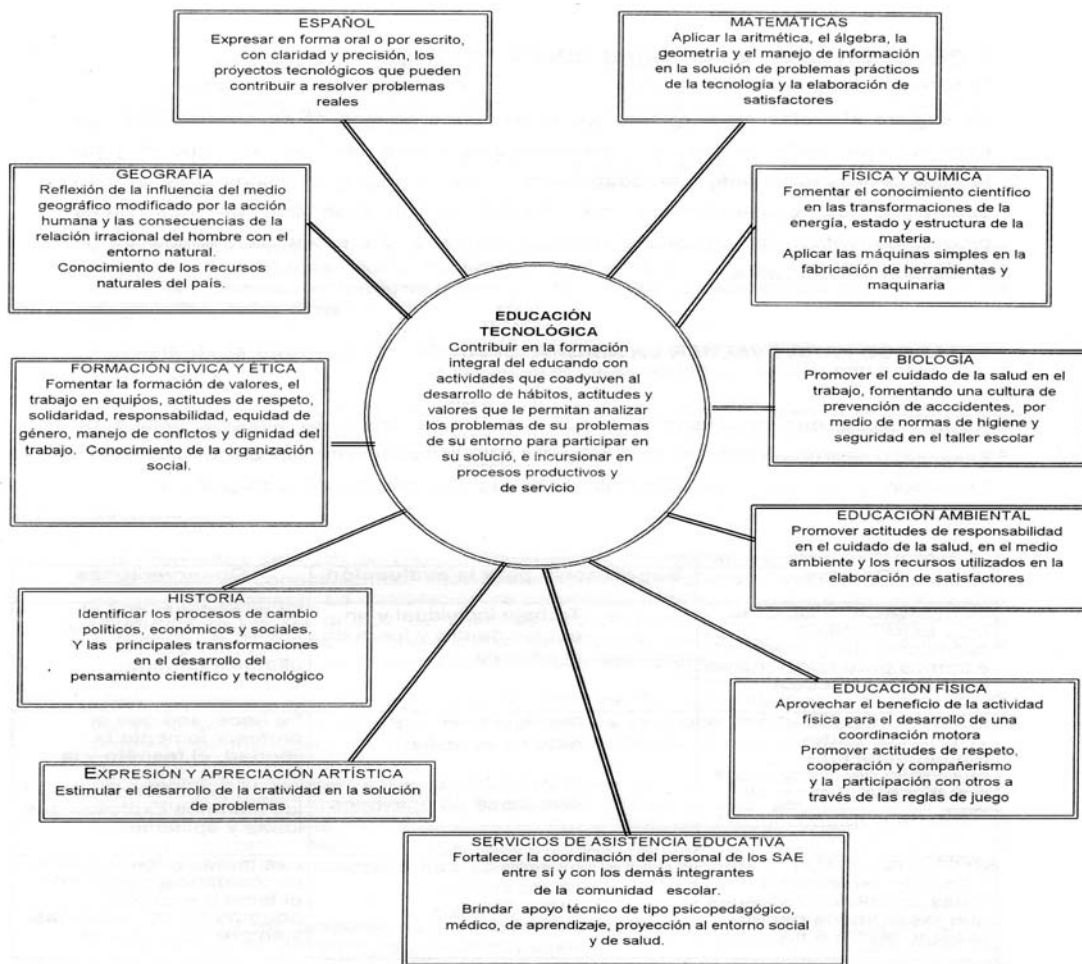 ESPAÑOL
Expresar en forma oral o por escrito,
con claridad y precisión, los
proyectos tecnológicos que pueden
contribuir a resolver problemas
reales
MATEMÁTICAS
Aplicar la aritmética, el álgebra, la
geometría y el manejo de información
en la solución de problemas prácticos
de la tecnología y la elaboración de
satisfactores
GEOGRAFÍA
Reflexión de la influencia del medio
geográfico modificado por la acción
humana y las consecuencias de la
relación irracional del hombre con el
entorno natural.
Conocimiento de los recursos
naturales del país.
FÍSICA Y QUÍMICA
Fomentar el conocimiento científico
en las transformaciones de la
energía, estado y estructura de la
materia.
Aplicar las máquinas simples en la
fabricación de herramientas y
maquinaria
EDUCACIÓN
TECNOLÓGICA
Contribuir en la formación
integral del educando con
actividades que coadyuven al
desarrollo de hábitos, actitudes y
valores que le permitan analizar
los problemas de su problemas
de su entorno para participar en
su solució, e incursionar en
procesos productivos y
de servicio
FORMACIÓN CÍVICA Y ÉTICA
Fomentar la formación de valores, el
trabajo en equipos, actitudes de respeto,
solidaridad, responsabilidad, equidad de
género, manejo de conflctos y dignidad del
trabajo. Conocimiento de la organización
social.
BIOLOGÍA
Promover el cuidado de la salud en el
trabajo, fomentando una cultura de
prevención de acccidentes, por
medio de normas de higiene y
seguridad en el taller escolar
EDUCACIÓN AMBIENTAL
Promover actitudes de responsabilidad
en el cuidado de la salud, en el medio
ambiente y los recursos utilizados en la
elaboración de satisfactores
HISTORIA
Identificar los procesos de cambio
políticos, económicos y sociales.
Y las principales transformaciones
en el desarrollo del
pensamiento científico y tecnológico
EDUCACIÓN FÍSICA
Aprovechar el beneficio de la actividad
física para el desarrollo de una
coordinación motora
Promover actitudes de respeto,
cooperación y compañerismo
y la participación con otros a
través de las reglas de juego
EXPRESIÓN Y APRECIACIÓN ARTÍSTICA
Estimular el desarrollo de la cratividad en la solución
de problemas
SERVICIOS DE ASISTENCIA EDUCATIVA
Fortalecer la coordinación del personal de los SAE
entre sí y con los demás integrantes
de la comunidad escolar.
Brindar apoyo técnico de tipo psicopedagógico,
médico, de aprendizaje, proyección al entorno social
y de salud.